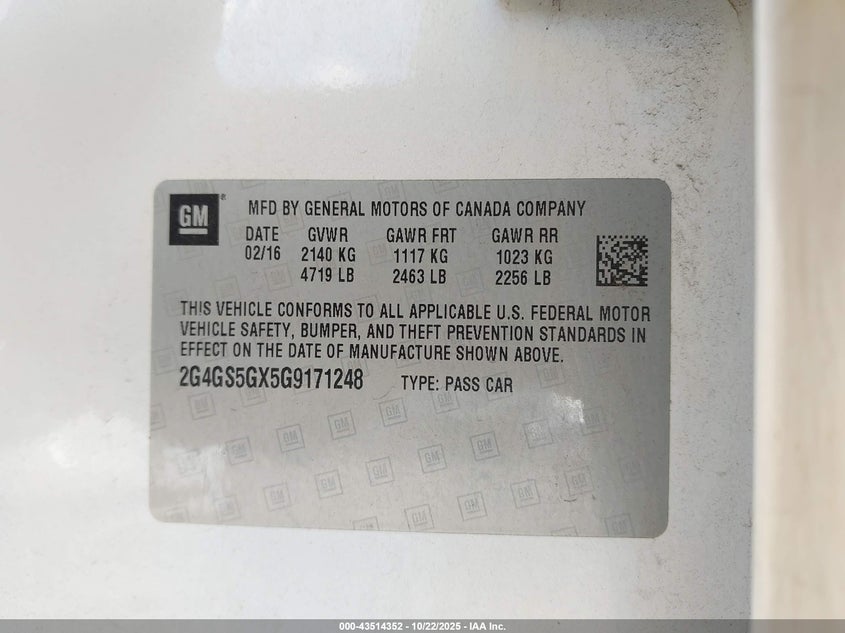 GM ® MFD BY GENERAL MOTORS OF CANADA COMPANY
DATE GVWR GAWR FRT GAWR RR
02/16 2140 KG 1117 KG 1023 KG
4719 LB 2463 LB 2256 LB
THIS VEHICLE CONFORMS TO ALL APPLICABLE U.S. FEDERAL MOTOR
VEHICLE SAFETY, BUMPER, AND THEFT PREVENTION STANDARDS IN
EFFECT ON THE DATE OF MANUFACTURE SHOWN ABOVE.
2G4GS5GX5G9171248 TYPE: PASS CAR
000-43514352 - 10/22/2025 - IAA Inc.